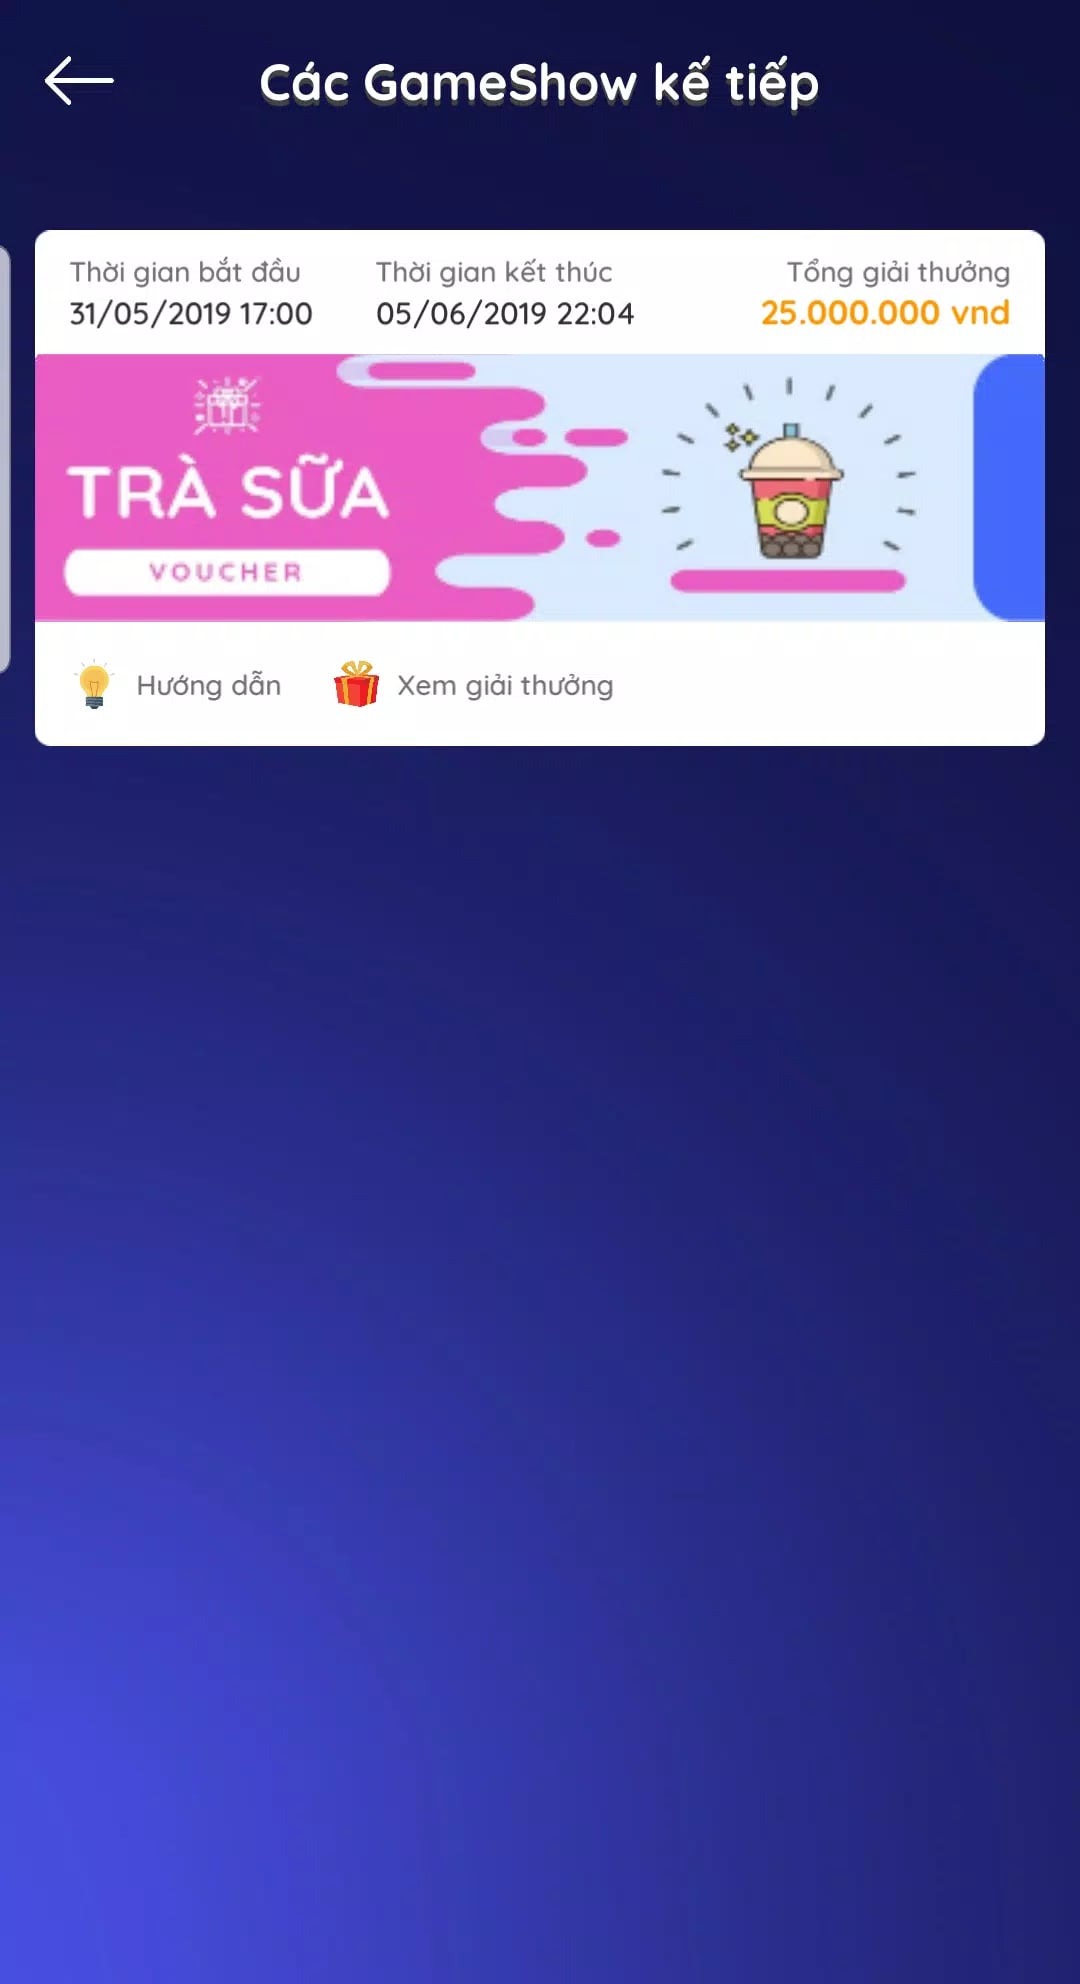 Các GameShow kế tiếp
Thời gian bắt đầu
31/05/2019 17:00
Thời gian kết thúc
05/06/2019 22:04
Tổng giải thưởng
25.000.000 vnd
TRÀ SỮA
VOUCHER
Hướng dẫn
Xem giải thưởng